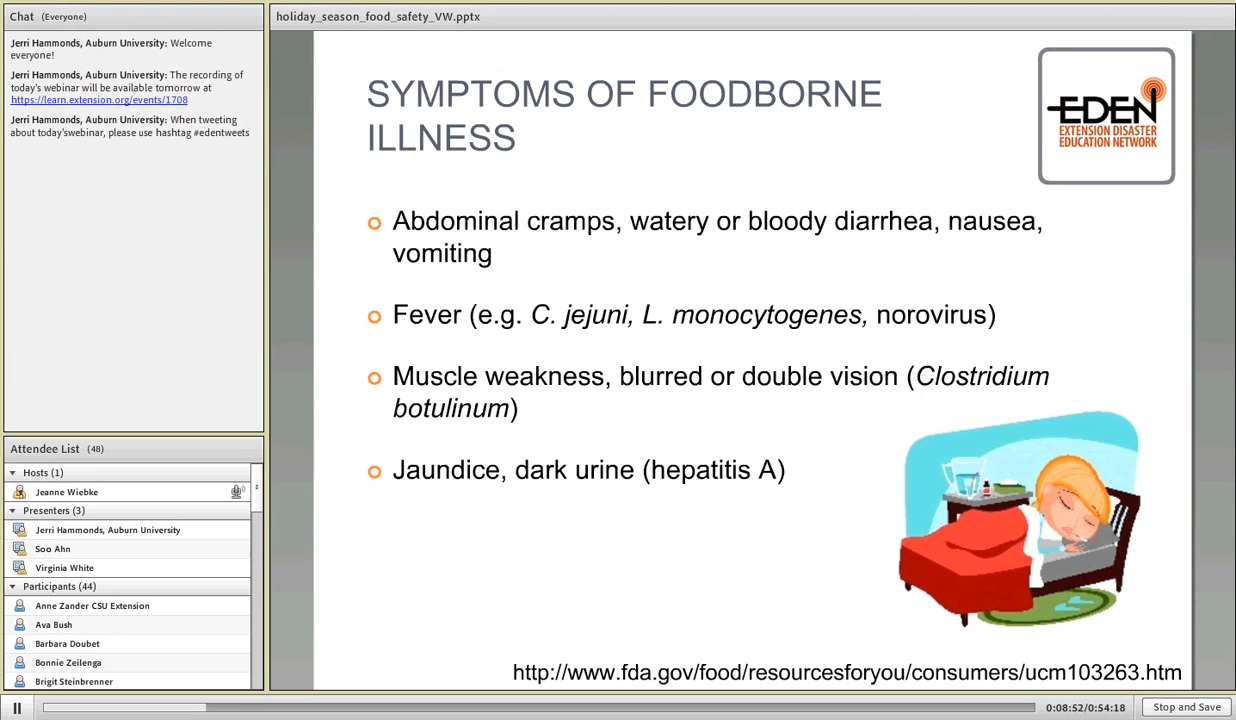 Chat (Everyone)
Jerri Hammonds, Auburn University: Welcome
everyone!
Jerri Hammonds, Auburn University: The recording of
today's webinar will be available tomorrow at
https://learn.extension.org/events/1708
Jerri Hammonds, Auburn University: When tweeting
about today'swebinar, please use hashtag #edentweets
Attendee List (48)
Hosts (1)
Jeanne Wiebke
Presenters (3)
Jerri Hammonds, Auburn University
Soo Ahn
Virginia White
Participants (44)
Anne Zander CSU Extension
Ava Bush
Barbara Doubet
Bonnie Zeilenga
Brigit Steinbrenner
holiday_season_food_safety_VW.pptx
SYMPTOMS OF FOODBORNE
ILLNESS
EDEN
EXTENSION DISASTER
EDUCATION NETWORK
Abdominal cramps, watery or bloody diarrhea, nausea,
vomiting
Fever (e.g. C. jejuni, L. monocytogenes, norovirus)
Muscle weakness, blurred or double vision (Clostridium
botulinum)
Jaundice, dark urine (hepatitis A)
http://www.fda.gov/food/resourcesforyou/consumers/ucm103263.htm
0:08:52/0:54:18
Stop and Save